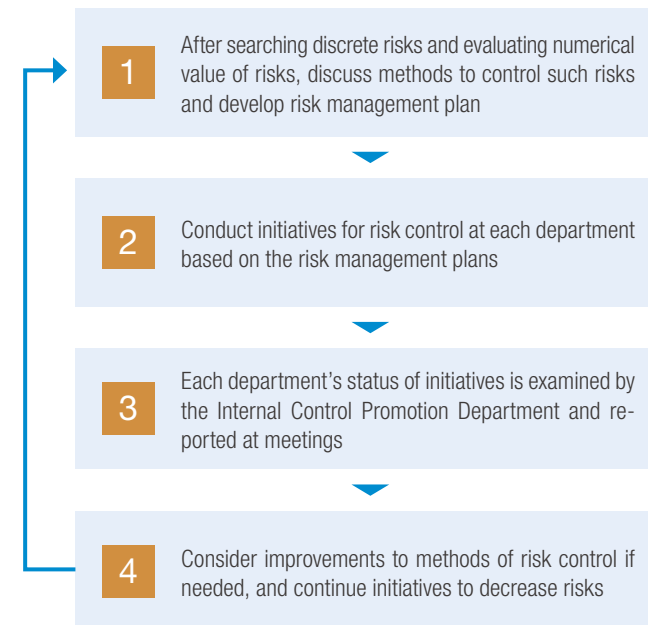 1
After searching discrete risks and evaluating numerical
value of risks, discuss methods to control such risks
and develop risk management plan
2
Conduct initiatives for risk control at each department
based on the risk management plans
3
Each department’s status of initiatives is examined by
the Internal Control Promotion Department and re-
ported at meetings
4
Consider improvements to methods of risk control if
needed, and continue initiatives to decrease risks